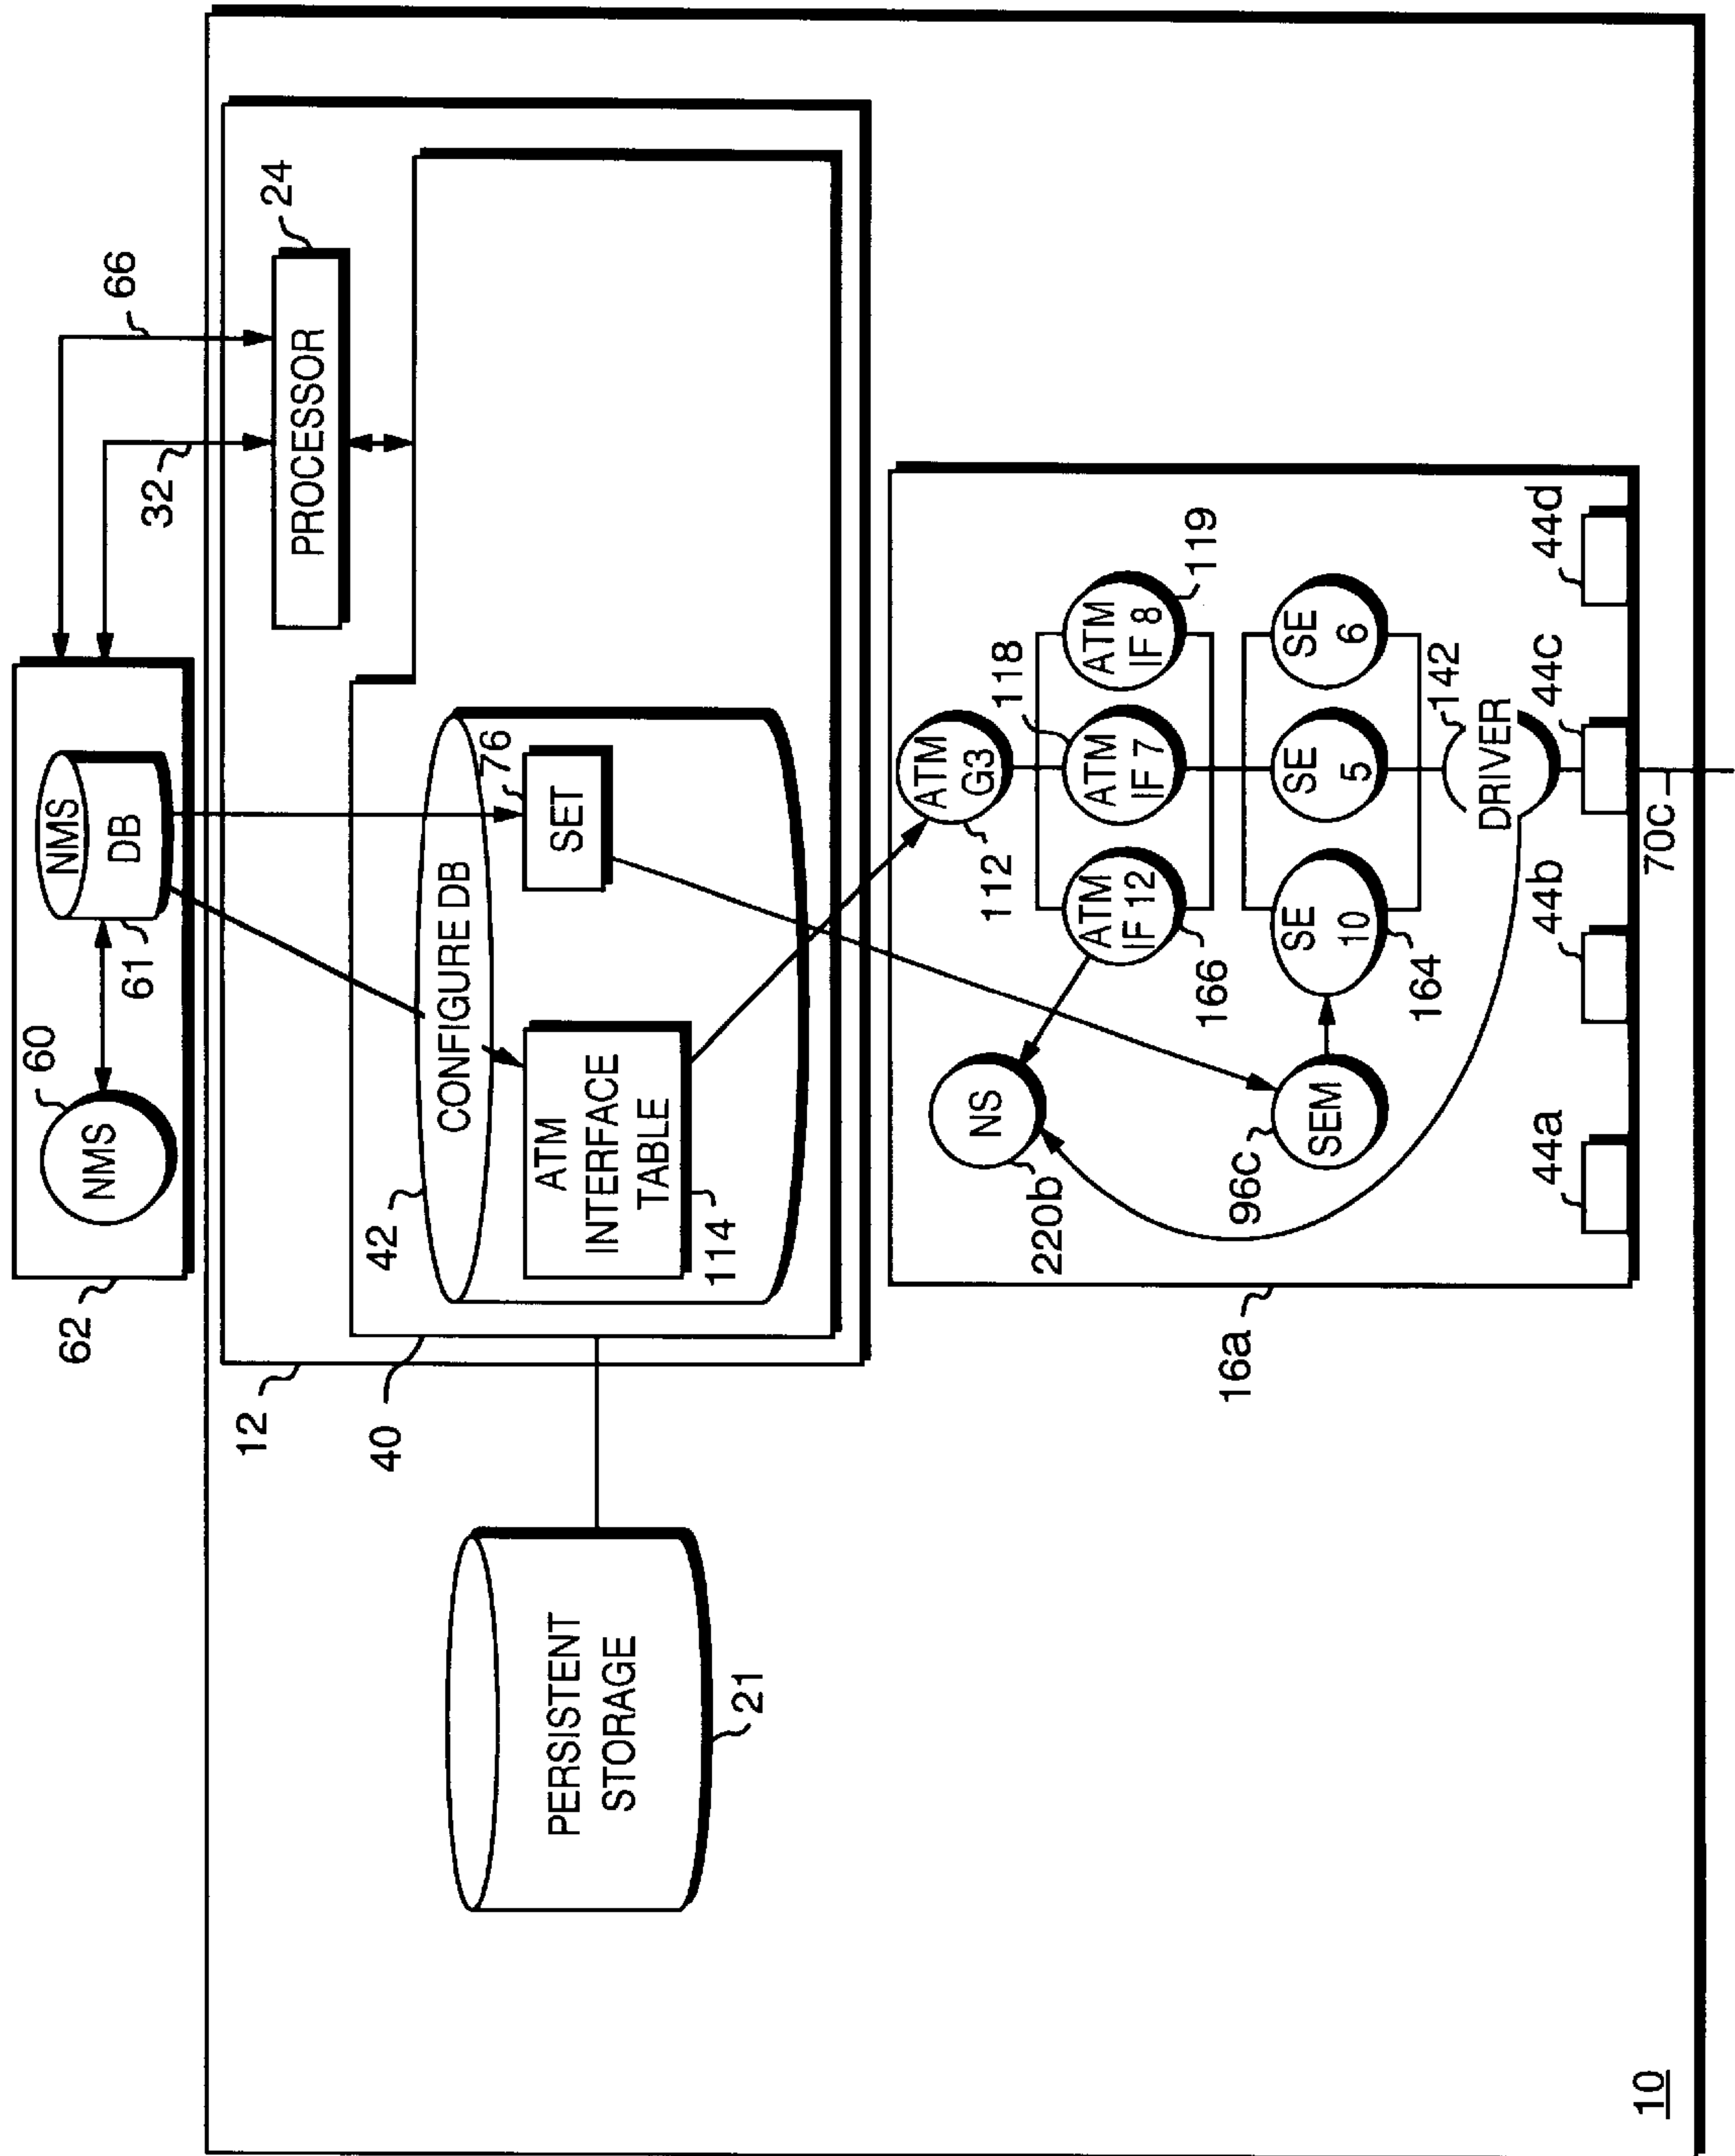 62
60
NMS
61
NMS
DB
32
66
12
40
42
CONFIGURE DB
76
SET
ATM
INTERFACE
TABLE
114
PROCESSOR
24
PERSISTENT
STORAGE
21
16a
220b
NS
112
ATM
G3
118
166
ATM
IF 12
ATM
IF 7
ATM
IF 8
119
96C
SEM
SE
10
164
SE
5
SE
6
142
DRIVER
44a
44b
44c
44d
70c
10